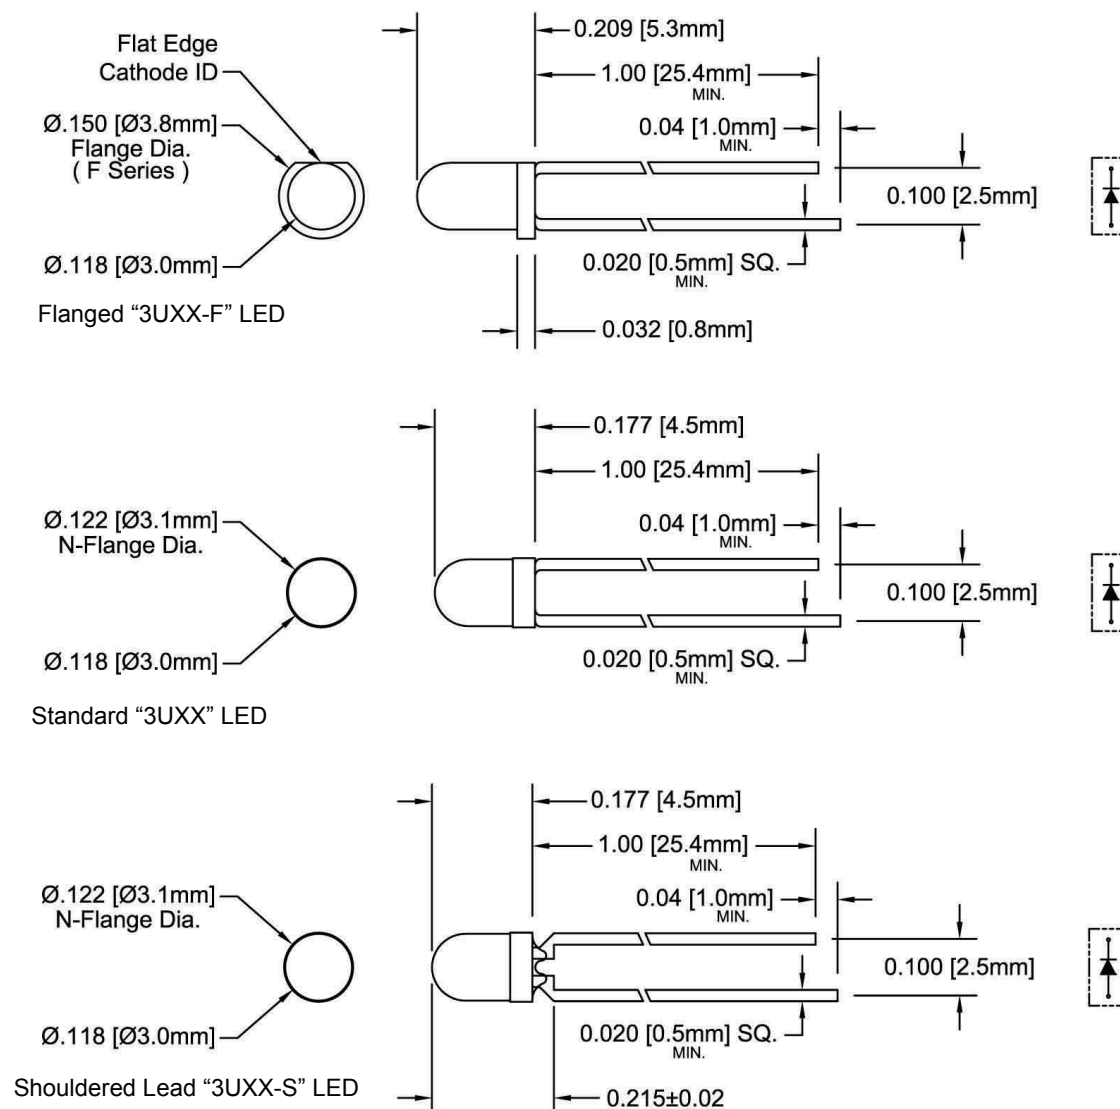 0.209 [5.3mm]
Flat Edge
Cathode ID
1.00 [25.4mm]
MIN.
Ø.150 [Ø3.8mm]
Flange Dia.
( F Series )
0.04 [1.0mm]
MIN.
0.100 [2.5mm]
Ø.118 [Ø3.0mm]
0.020 [0.5mm] SQ.
MIN.
Flanged “3UXX-F” LED
0.032 [0.8mm]
0.177 [4.5mm]
1.00 [25.4mm]
Ø.122 [Ø3.1mm]
N-Flange Dia.
0.04 [1.0mm]
MIN.
0.100 [2.5mm]
Ø.118 [Ø3.0mm]
0.020 [0.5mm] SQ.
MIN.
Standard “3UXX” LED
0.177 [4.5mm]
1.00 [25.4mm]
MIN.
Ø.122 [Ø3.1mm]
N-Flange Dia.
0.04 [1.0mm]
MIN.
0.100 [2.5mm]
Ø.118 [Ø3.0mm]
0.020 [0.5mm] SQ.
MIN.
Shouldered Lead “3UXX-S” LED
0.215±0.02